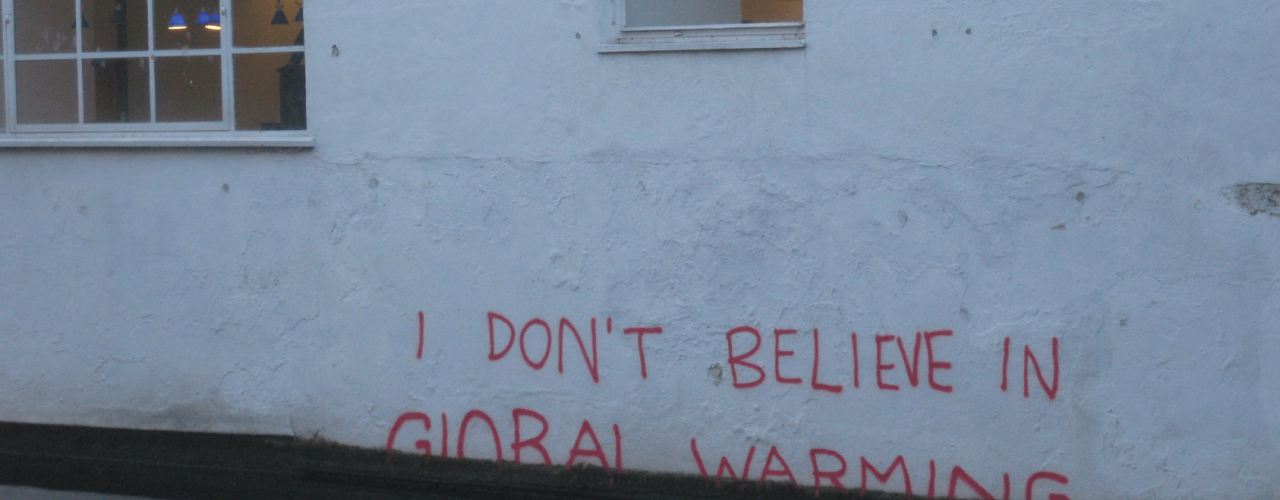 I DON'T BELIEVE IN
GLOBAL WARMING